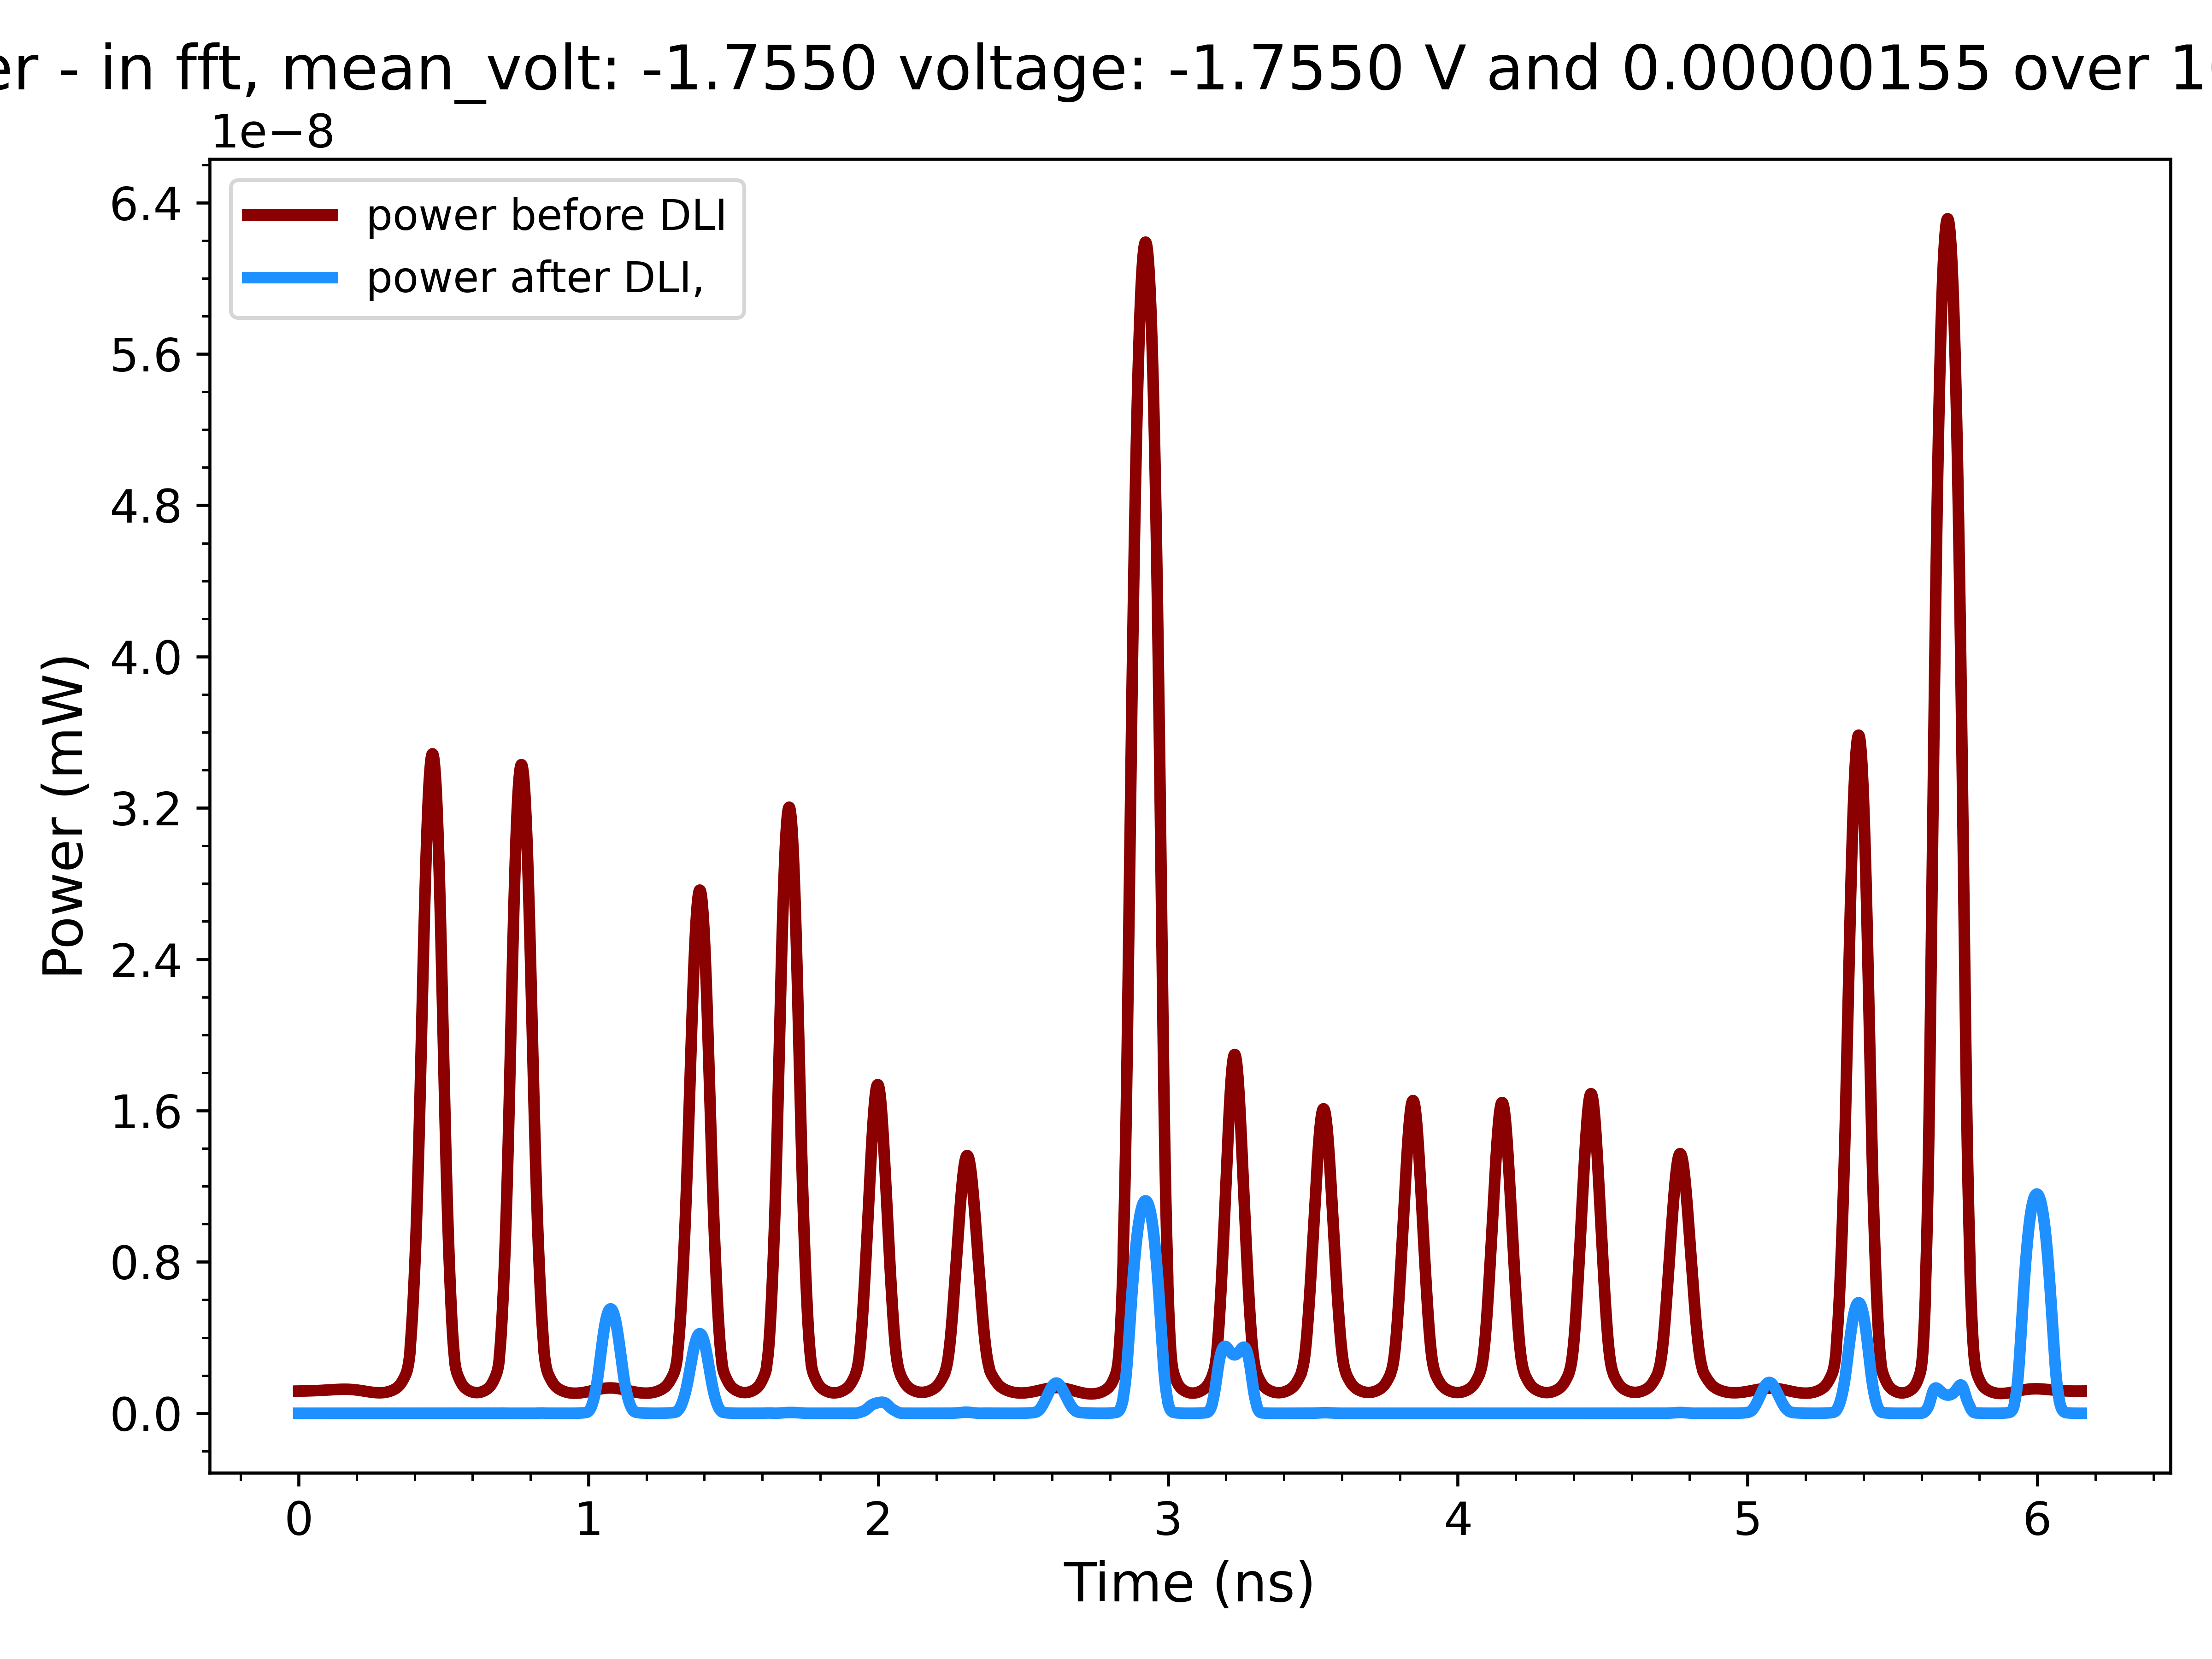 - in fft, mean_volt: -1.7550 voltage: -1.7550 V and 0.00000155 over
1e−8
power before DLI
power after DLI,
6.4
5.6
4.8
4.0
3.2
2.4
1.6
0.8
0.0
Power (mW)
0 1 2 3 4 5 6
Time (ns)